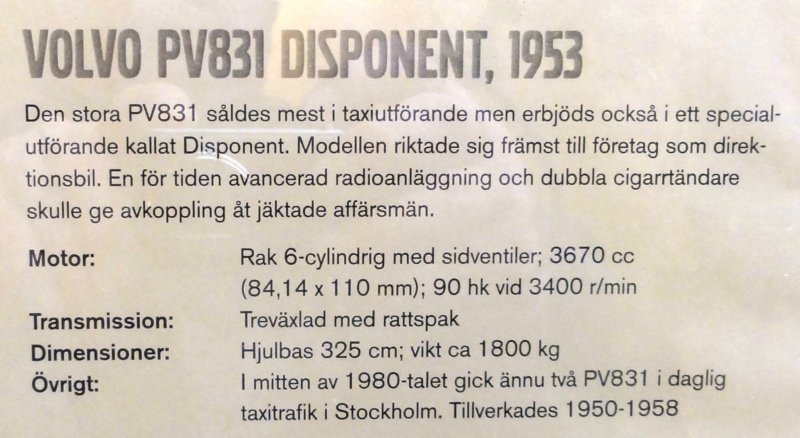 VOLVO PV831 DISPONENT, 1953
Den stora PV831 såldes mest i taxiutförande men erbjöds också i ett special-
utförande kallat Disponent. Modellen riktade sig främst till företag som direk-
tionsbil. En för tiden avancerad radioanläggning och dubbla cigarrtändare
skulle ge avkoppling åt jäktade affärsmän.
Motor: Rak 6-cylindrig med sidventiler; 3670 cc
(84,14 x 110 mm); 90 hk vid 3400 r/min
Transmission: Treväxlad med rattspak
Dimensioner: Hjulbas 325 cm; vikt ca 1800 kg
Övrigt: I mitten av 1980-talet gick ännu två PV831 i daglig
taxitrafik i Stockholm. Tillverkades 1950-1958